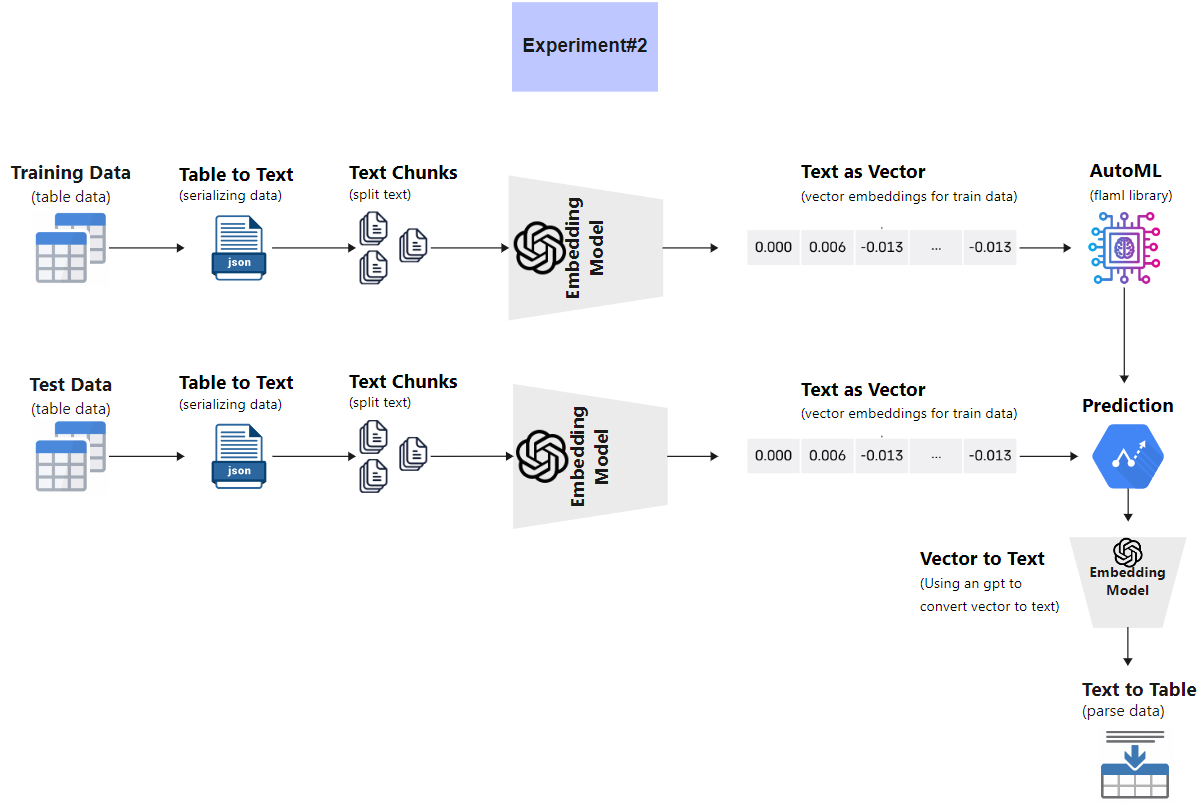 Experiment#2
Training Data
(table data)
Table to Text
(serializing data)
json
Text Chunks
(split text)
Embedding
Model
Text as Vector
(vector embeddings for train data)
0.000 0.006 -0.013 ... -0.013
AutoML
(flaml library)
Test Data
(table data)
Table to Text
(serializing data)
json
Text Chunks
(split text)
Embedding
Model
Text as Vector
(vector embeddings for train data)
0.000 0.006 -0.013 ... -0.013
Prediction
Vector to Text
(Using an gpt to
convert vector to text)
Embedding
Model
Text to Table
(parse data)